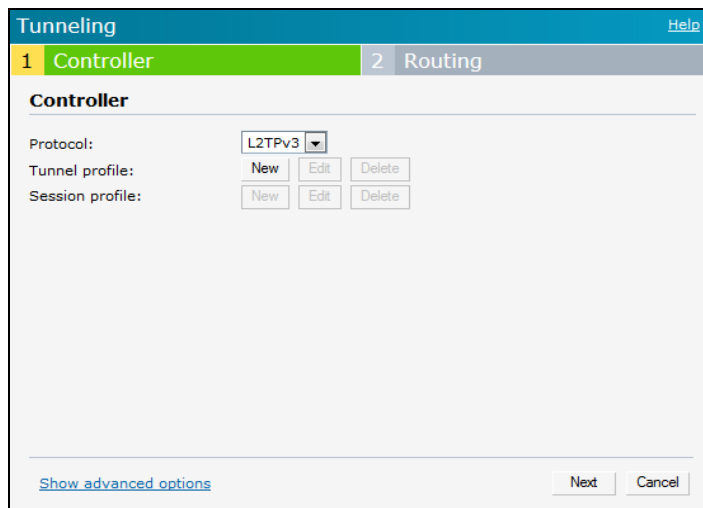 Tunneling Help
1 Controller 2 Routing
Controller
Protocol: L2TPv3
Tunnel profile: New Edit Delete
Session profile: New Edit Delete
Show advanced options Next Cancel